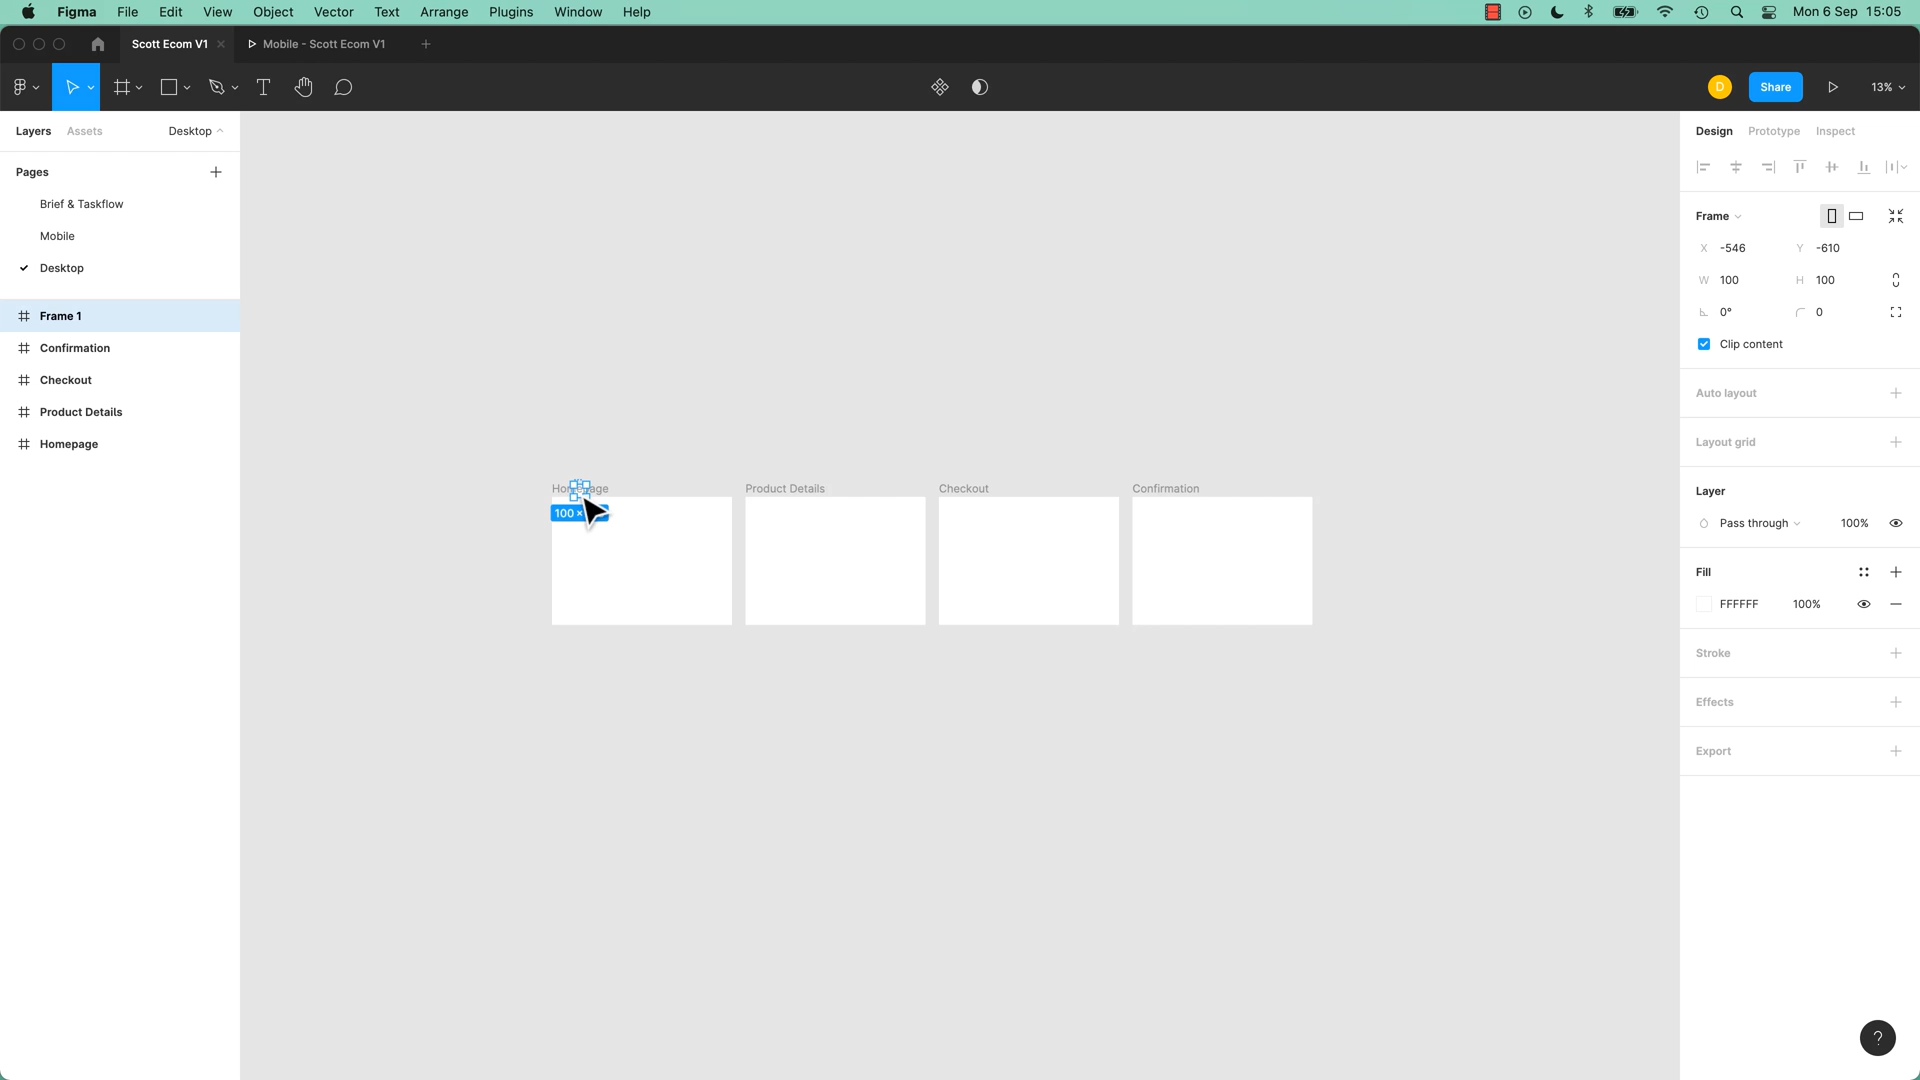 Figma File Edit View Object Vector Text Arrange Plugins Window Help Mon 6 Sep 15:05
Scott Ecom V1 Mobile - Scott Ecom V1
D Share 13%
Layers Assets Desktop
Pages
Brief & Taskflow
Mobile
Desktop
Frame 1
Confirmation
Checkout
Product Details
Homepage
Product Details Checkout Confirmation
100 ×
Design Prototype Inspect
Frame
X -546 Y -610
W 100 H 100
0° 0
Clip content
Auto layout
Layout grid
Layer
Pass through 100%
Fill
FFFFFF 100%
Stroke
Effects
Export
?